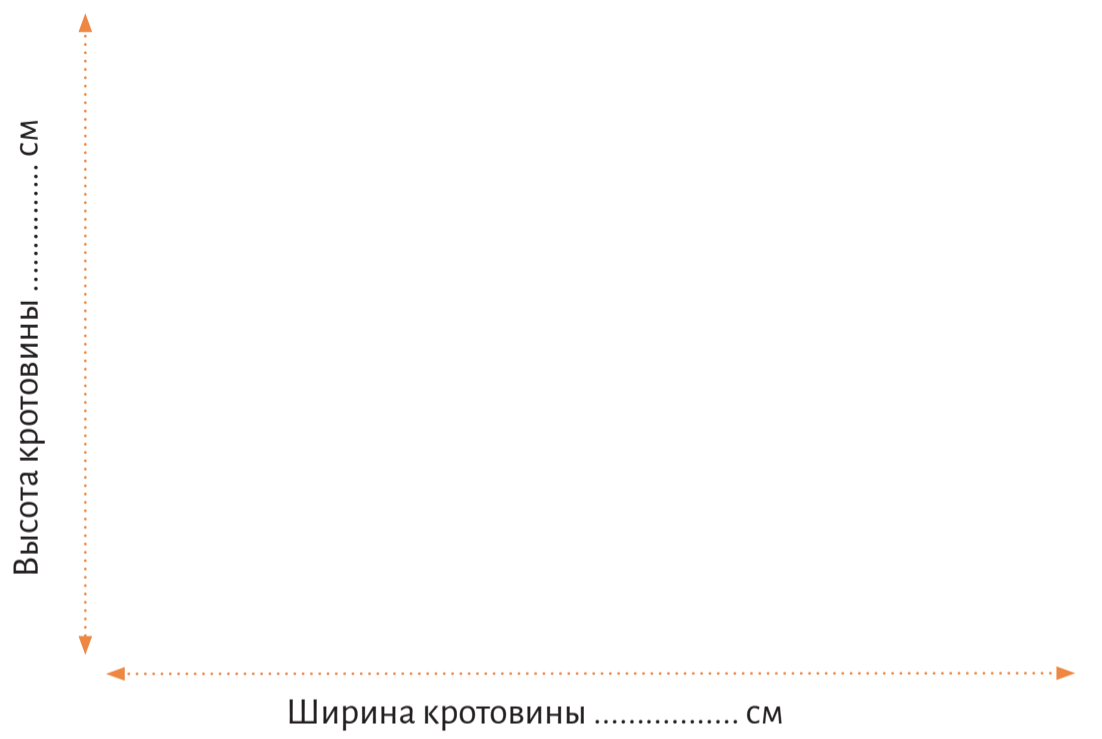 Высота кротовины ................. см
Ширина кротовины ................. см